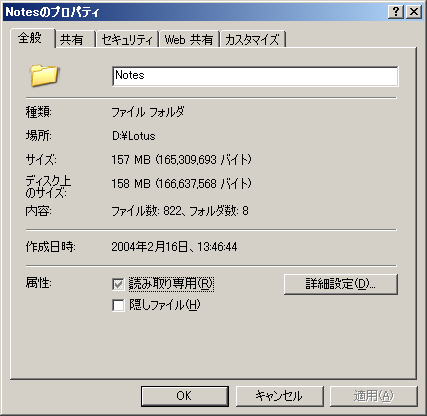 Notesのプロパティ
全般 共有 セキュリティ Web 共有 カスタマイズ
Notes
種類: ファイル フォルダ
場所: D:¥Lotus
サイズ: 157 MB (165,309,693 バイト)
ディスク上
のサイズ: 158 MB (166,637,568 バイト)
内容: ファイル数: 822、フォルダ数: 8
作成日時: 2004年2月16日、13:46:44
属性: 読み取り専用(R) 詳細設定(D)...
隠しファイル(H)
OK キャンセル 適用(A)